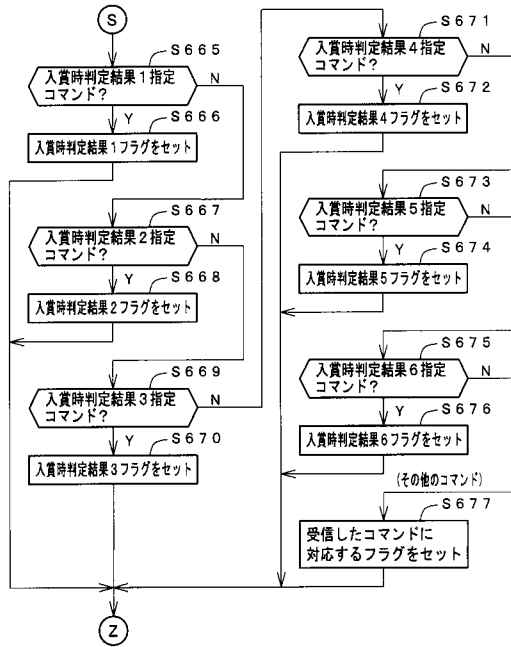 S
S665
入賞時判定結果1指定
コマンド?
N
Y
S666
入賞時判定結果1フラグをセット
S667
入賞時判定結果2指定
コマンド?
N
Y
S668
入賞時判定結果2フラグをセット
S669
入賞時判定結果3指定
コマンド?
N
Y
S670
入賞時判定結果3フラグをセット
S671
入賞時判定結果4指定
コマンド?
N
Y
S672
入賞時判定結果4フラグをセット
S673
入賞時判定結果5指定
コマンド?
N
Y
S674
入賞時判定結果5フラグをセット
S675
入賞時判定結果6指定
コマンド?
N
Y
S676
入賞時判定結果6フラグをセット
(その他のコマンド)
S677
受信したコマンドに
対応するフラグをセット
Z